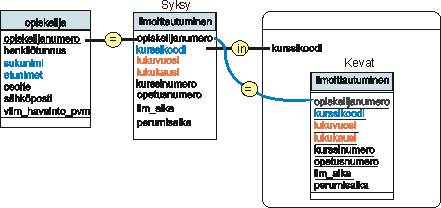 Syksy
opiskelija
opiskelijanumero
henkilötunnus
sukunimi
etunimet
osoite
sähköposti
viim_havainto_pvm
=
ilmoittautuminen
opiskelijanumero
kurssikoodi
lukuvuosi
lukukausi
kurssinumero
opetusnumero
ilm_aika
perumisaika
in
kurssikoodi
=
Kevat
ilmoittautuminen
opiskelijanumero
kurssikoodi
lukuvuosi
lukukausi
kurssinumero
opetusnumero
ilm_aika
perumisaika